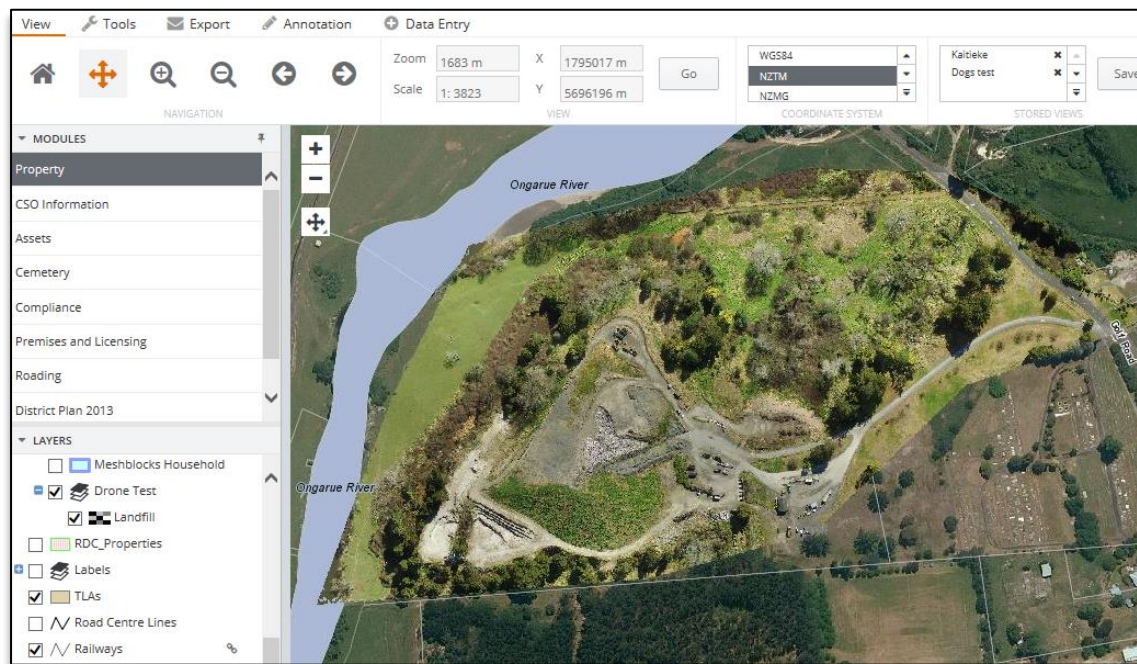 View Tools Export Annotation Data Entry
Zoom 1683 m X 1795017 m
Go
Scale 1: 3823 Y 5696196 m
WGS84
NZTM
NZMG
Kaitieke
Dogs test
Save
NAVIGATION VIEW COORDINATE SYSTEM STORED VIEWS
MODULES
Property
CSO Information
Assets
Cemetery
Compliance
Premises and Licensing
Roading
District Plan 2013
LAYERS
Meshblocks Household
Drone Test
Landfill
RDC_Properties
Labels
TLAs
Road Centre Lines
Railways
Ongarue River
Golf Road
Ongarue River